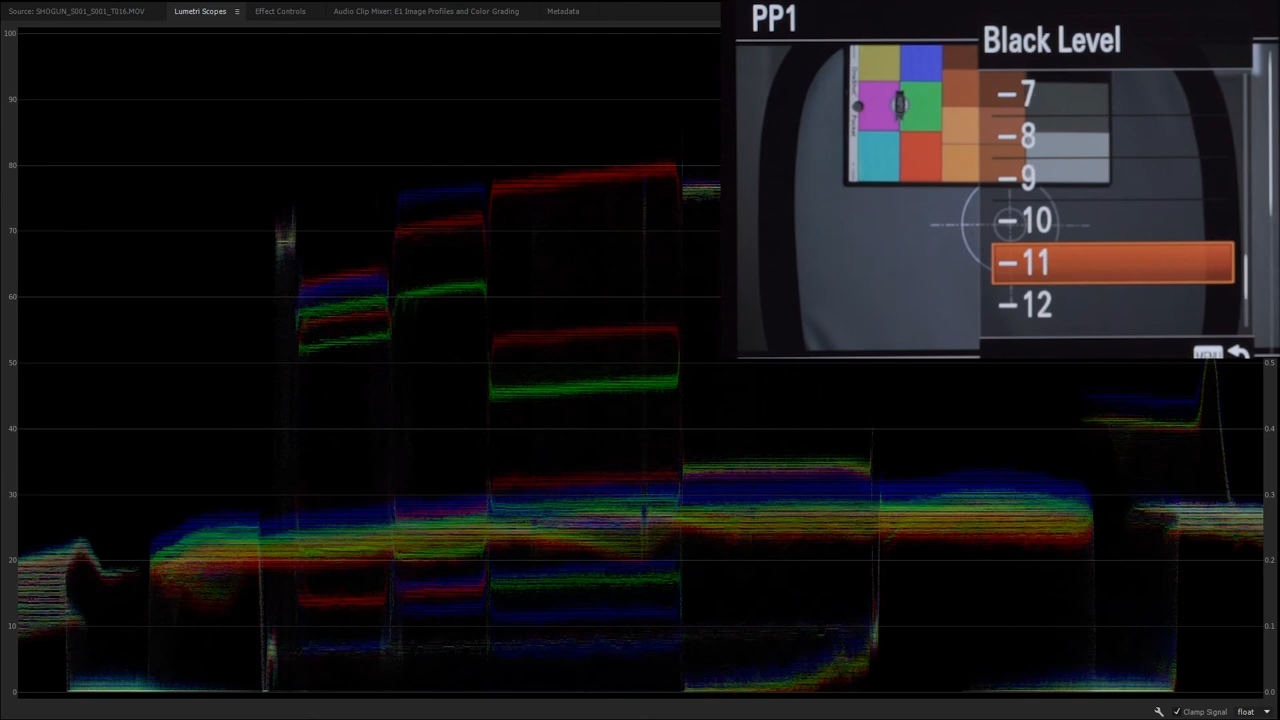 Source: SHOGUN_S001_S001_T016.MOV
Lumetri Scopes
Effect Controls
Audio Clip Mixer: E1 Image Profiles and Color Grading
Metadata
PP1
Black Level
-7
-8
-9
-10
-11
-12
MENU
100
90
80
70
60
50
40
30
20
10
0
0.5
0.4
0.3
0.2
0.1
0.0
Clamp Signal
float